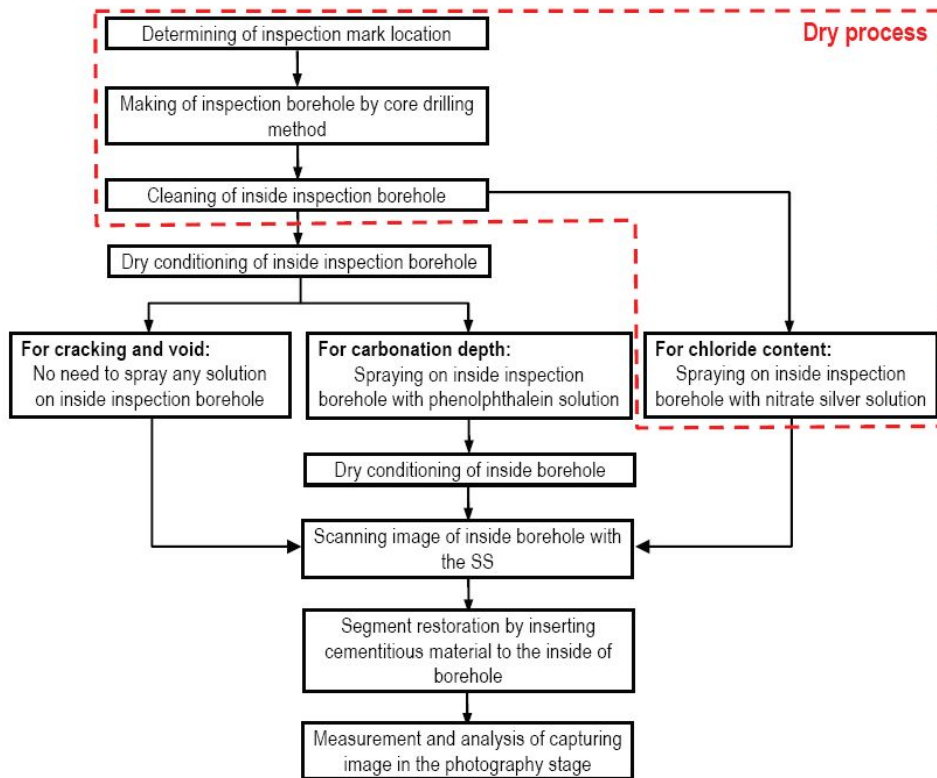 Dry process
Determining of inspection mark location
Making of inspection borehole by core drilling
method
Cleaning of inside inspection borehole
Dry conditioning of inside inspection borehole
For cracking and void:
No need to spray any solution
on inside inspection borehole
For carbonation depth:
Spraying on inside inspection
borehole with phenolphthalein solution
For chloride content:
Spraying on inside inspection
borehole with nitrate silver solution
Dry conditioning of inside borehole
Scanning image of inside borehole with
the SS
Segment restoration by inserting
cementitious material to the inside of
borehole
Measurement and analysis of capturing
image in the photography stage